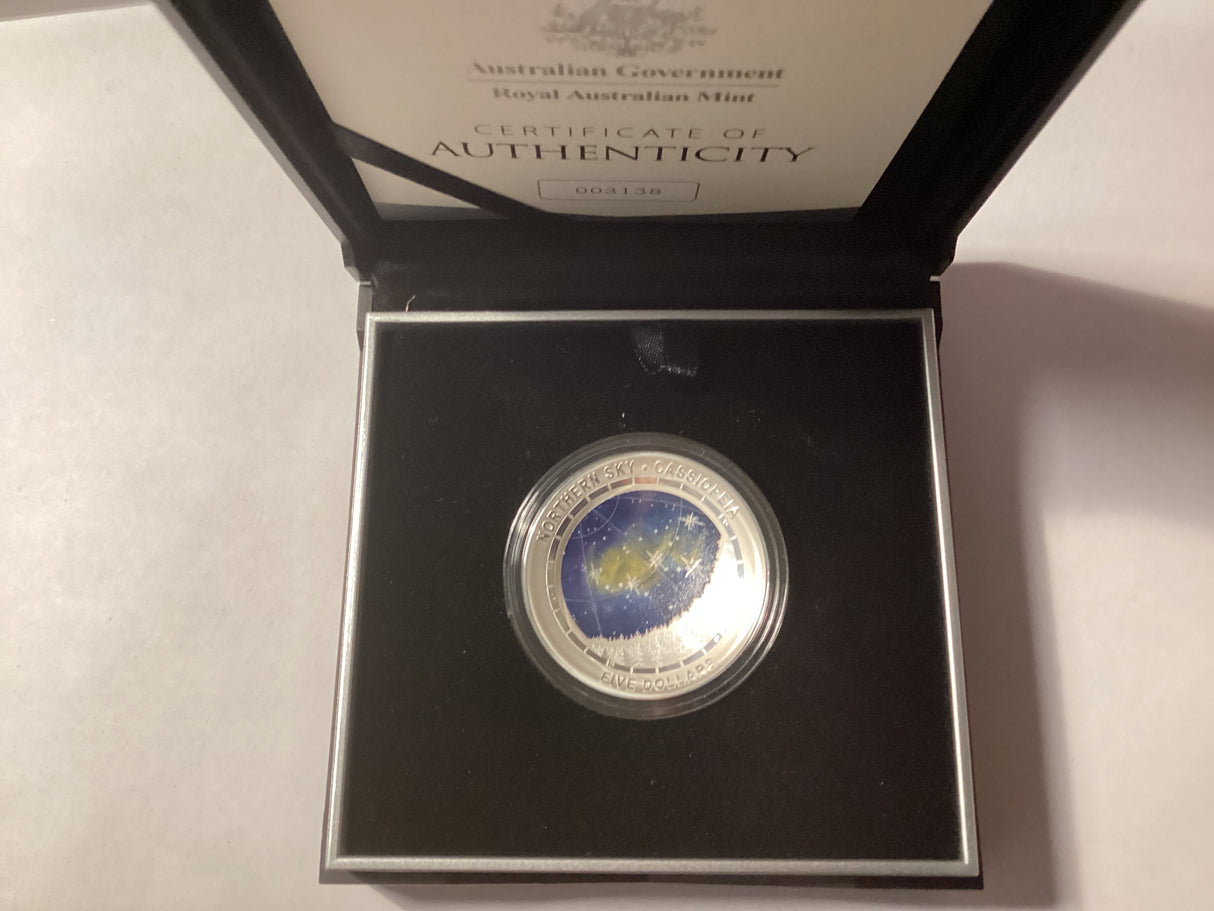 Australian Government
Royal Australian Mint
CERTIFICATE OF
AUTHENTICITY
003138
NORTHERN SKY • CASSIOPEIA
FIVE DOLLARS